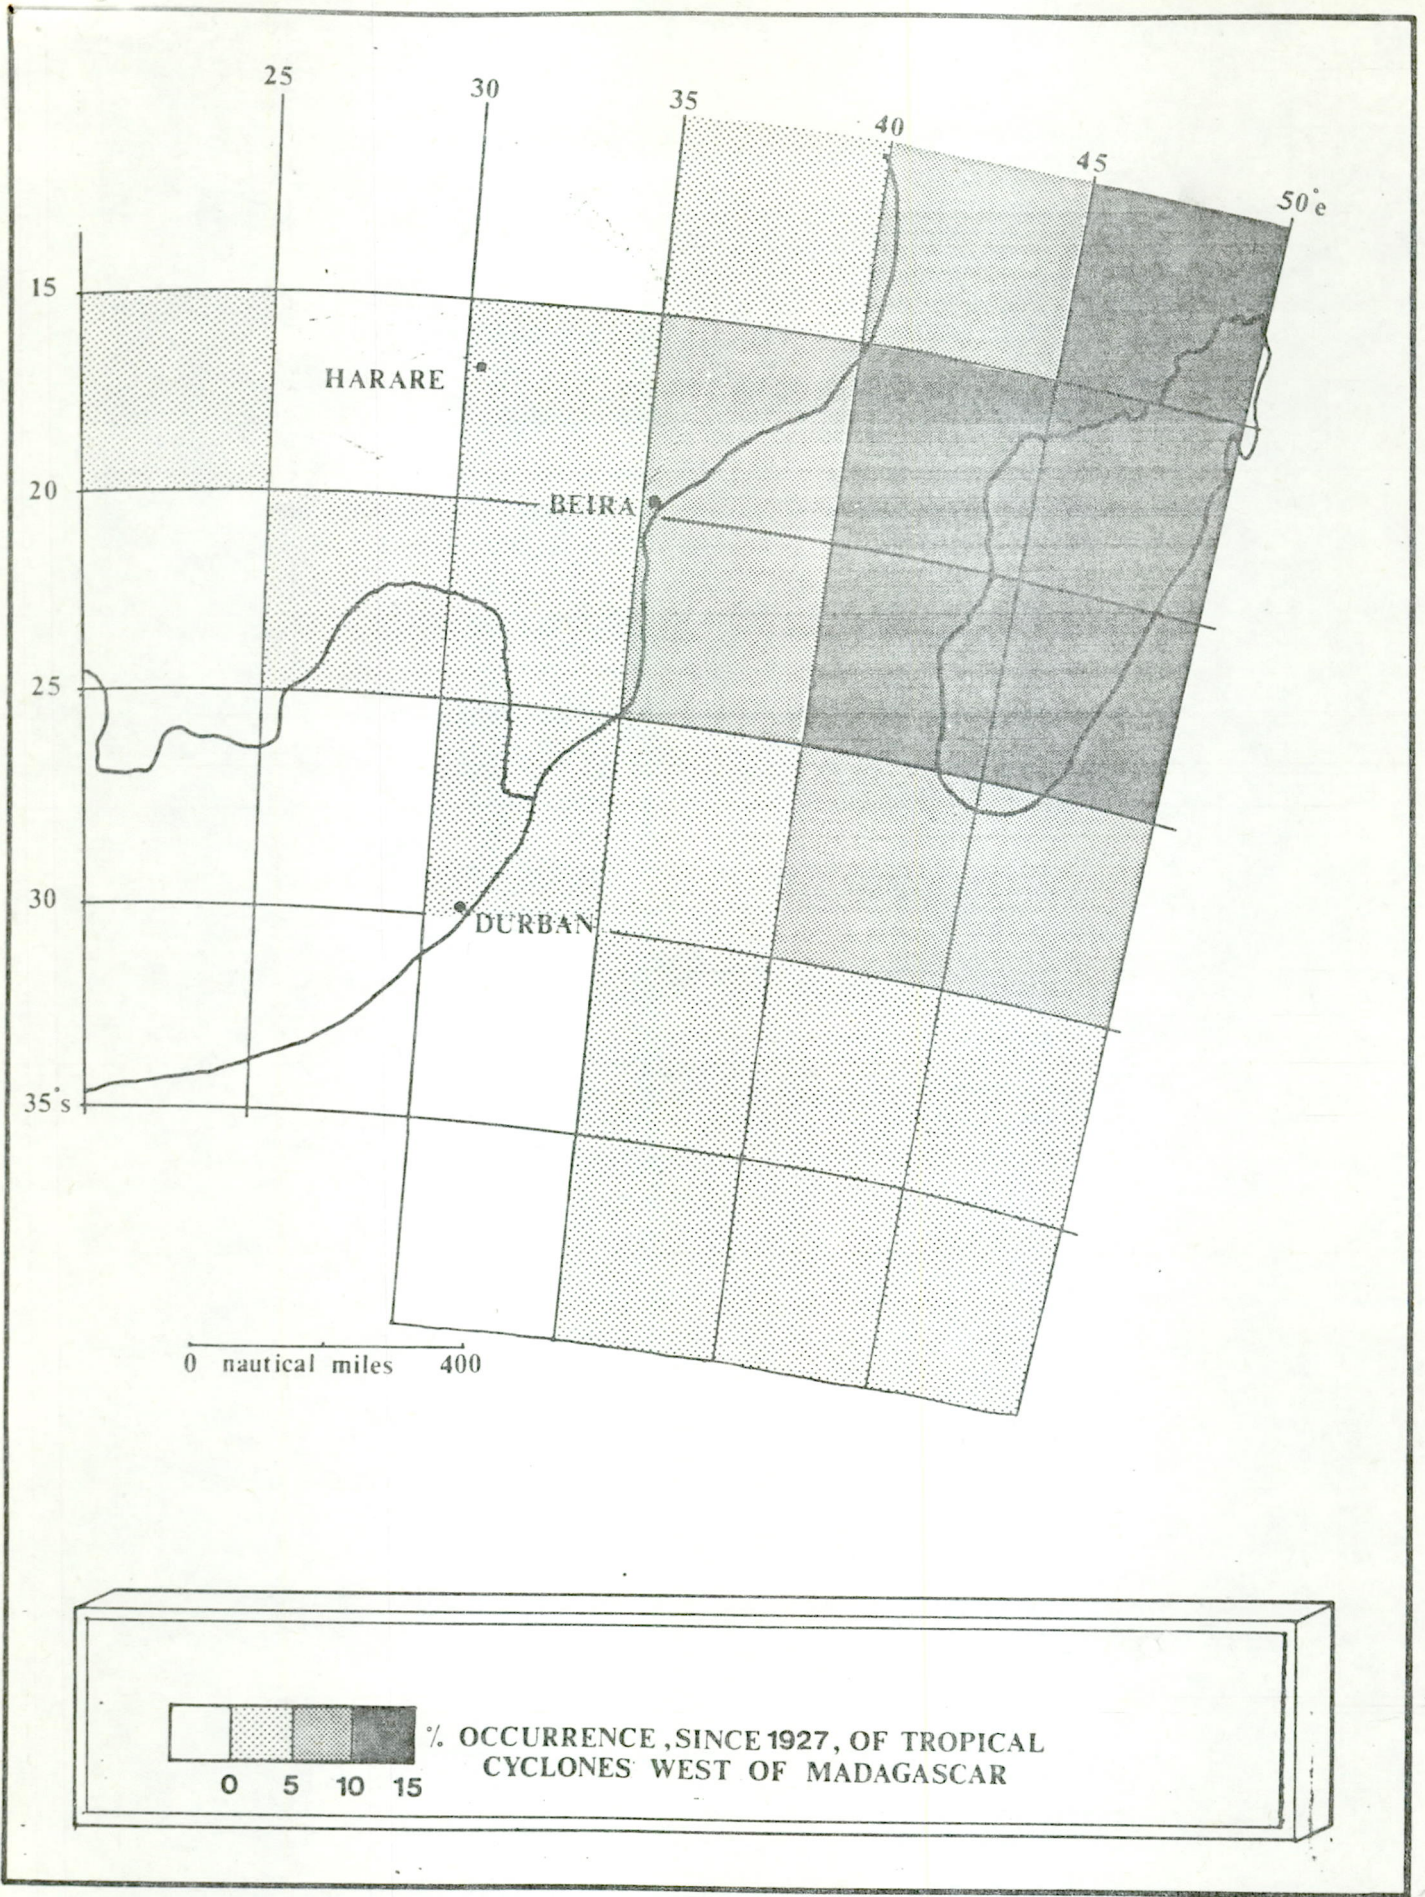 25
30
35
40
45
50°e
15
HARARE
20
BEIRA
25
30
DURBAN
35°s
0 nautical miles 400
% OCCURRENCE, SINCE 1927, OF TROPICAL
CYCLONES WEST OF MADAGASCAR
0 5 10 15